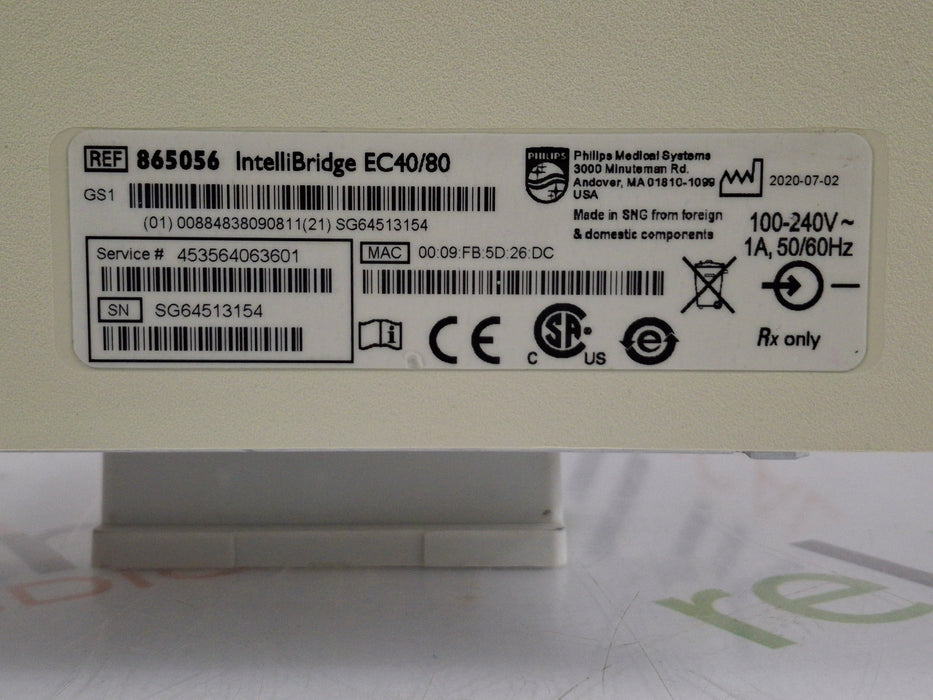 REF 865056 IntelliBridge EC40/80
GS1
(01) 00884838090811(21) SG64513154
Service # 453564063601
SN SG64513154
MAC 00:09:FB:5D:26:DC
PHILIPS
Philips Medical Systems
3000 Minuteman Rd.
Andover, MA 01810-1099
USA
2020-07-02
Made in SNG from foreign
& domestic components
100-240V~
1A, 50/60Hz
i
CE
SA
C US
e
Rx only
rel